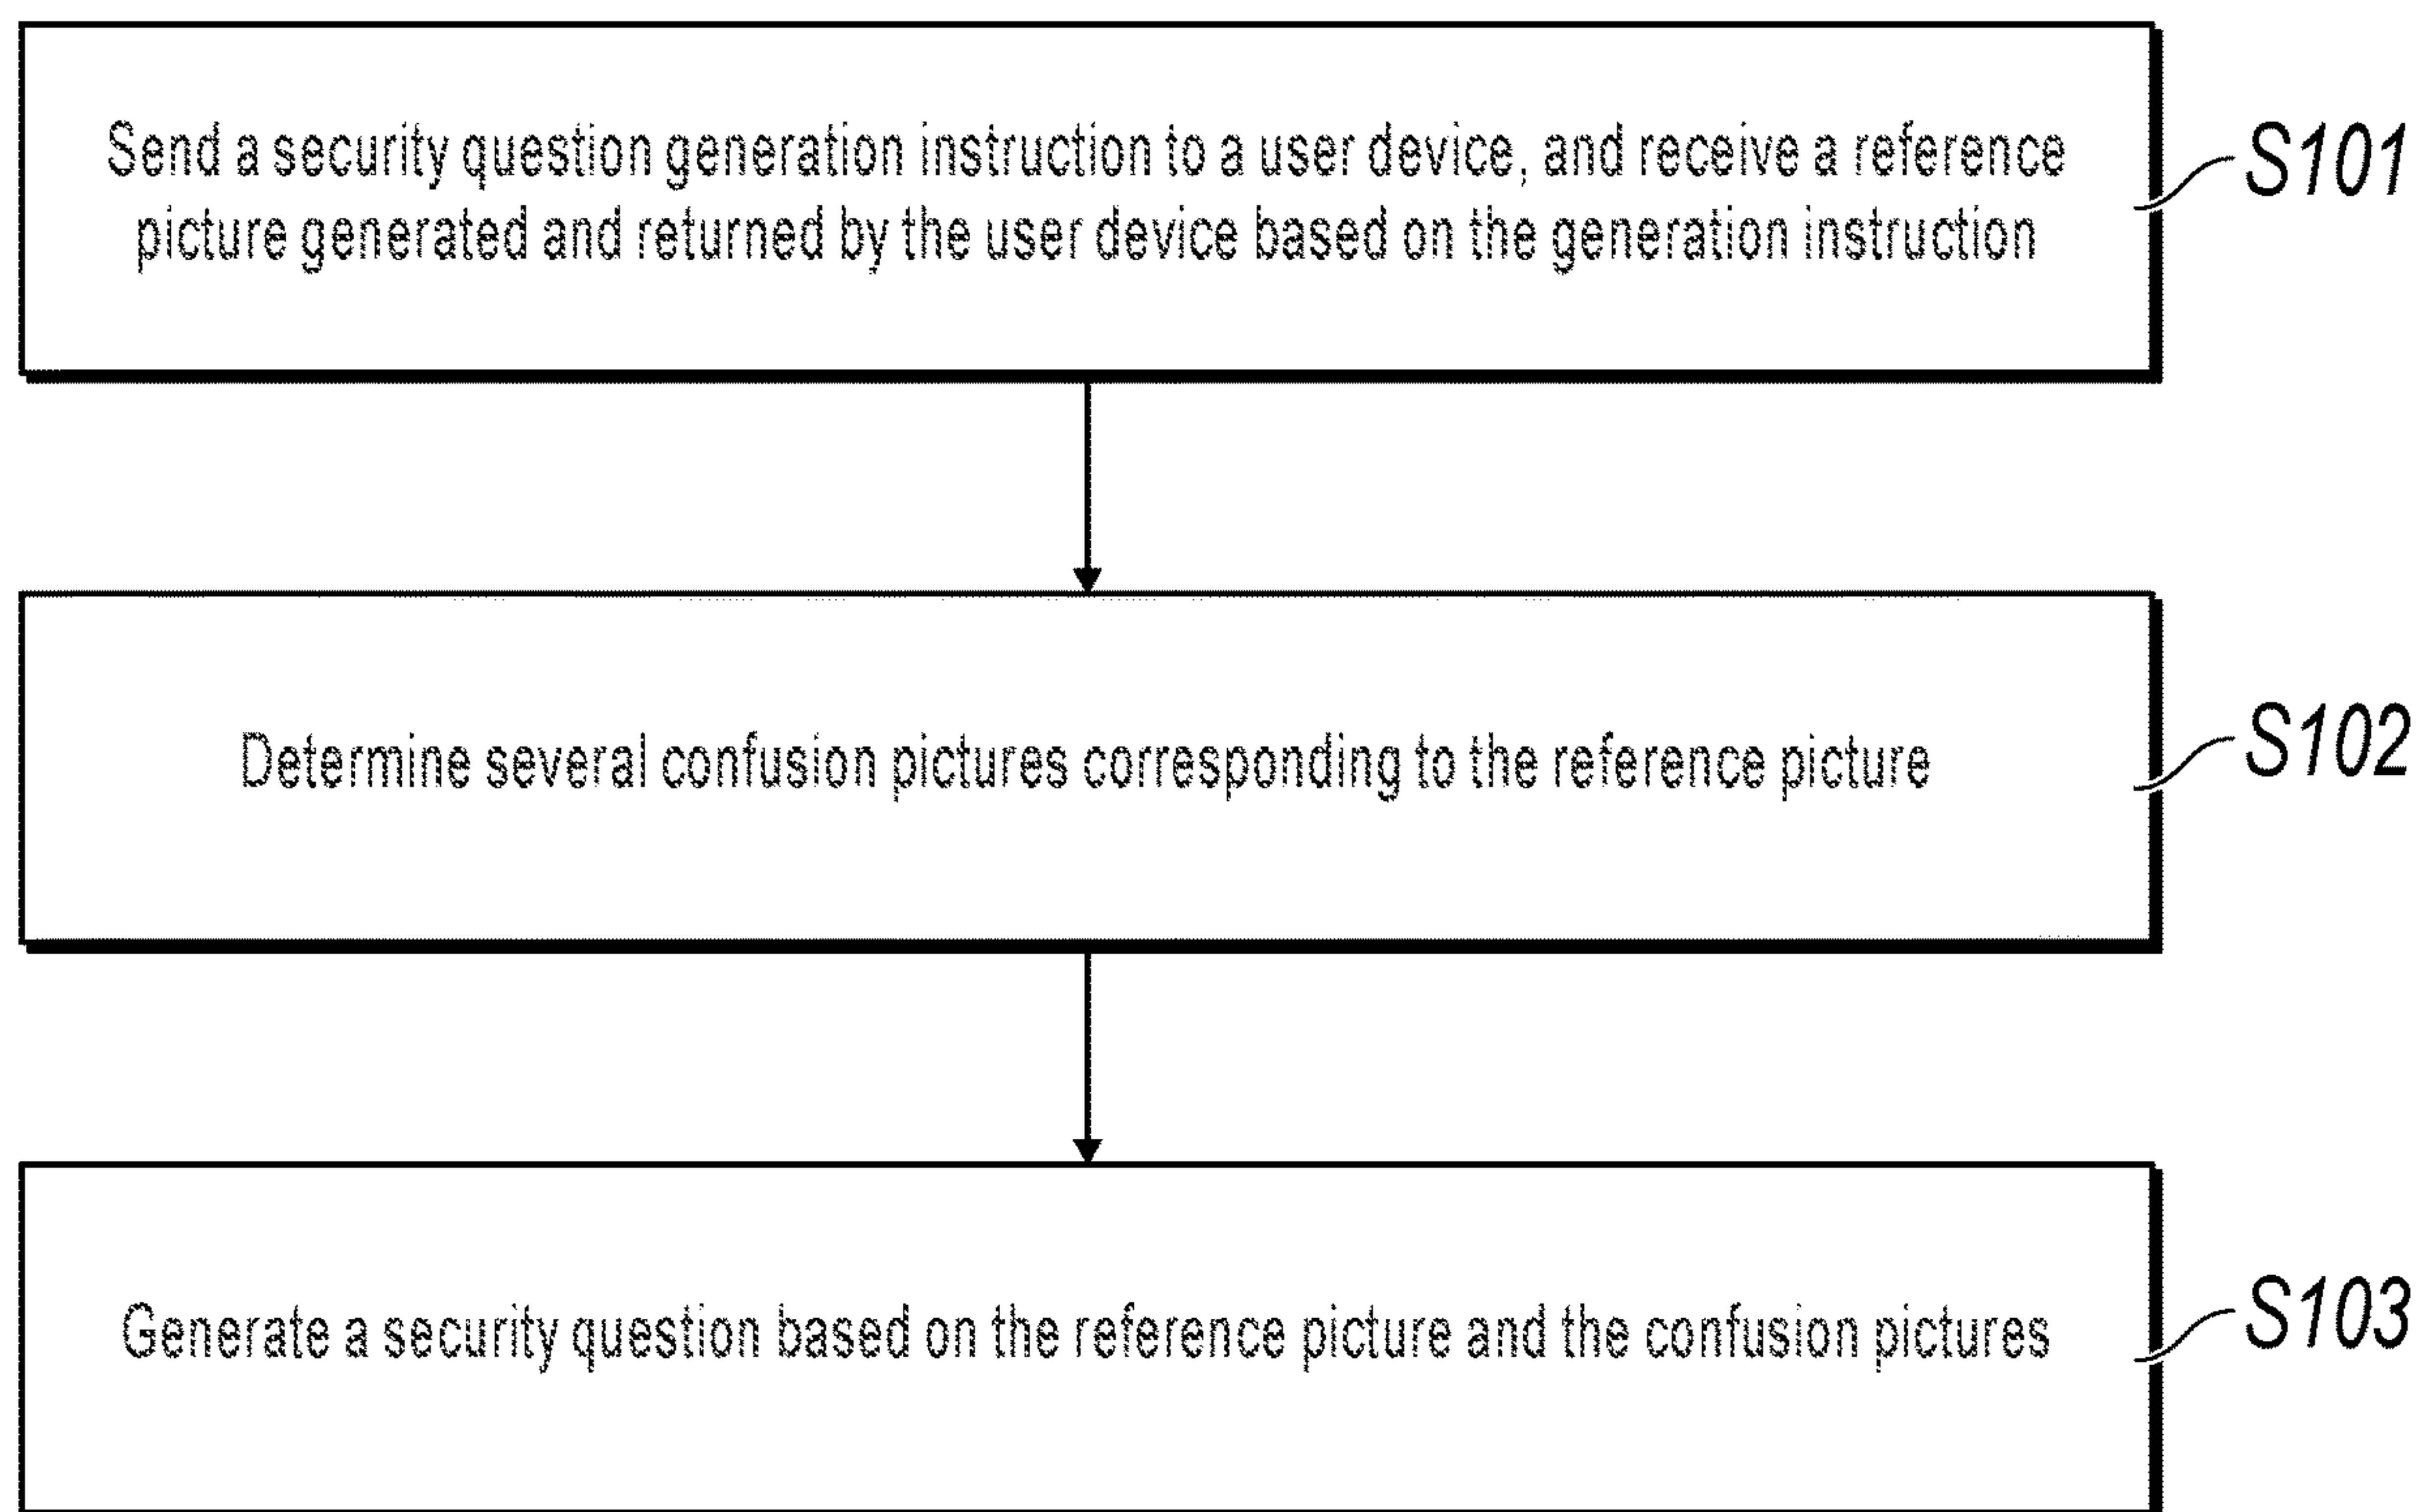 Send a security question generation instruction to a user device, and receive a reference
picture generated and returned by the user device based on the generation instruction
S101
Determine several confusion pictures corresponding to the reference picture
S102
Generate a security question based on the reference picture and the confusion pictures
S103